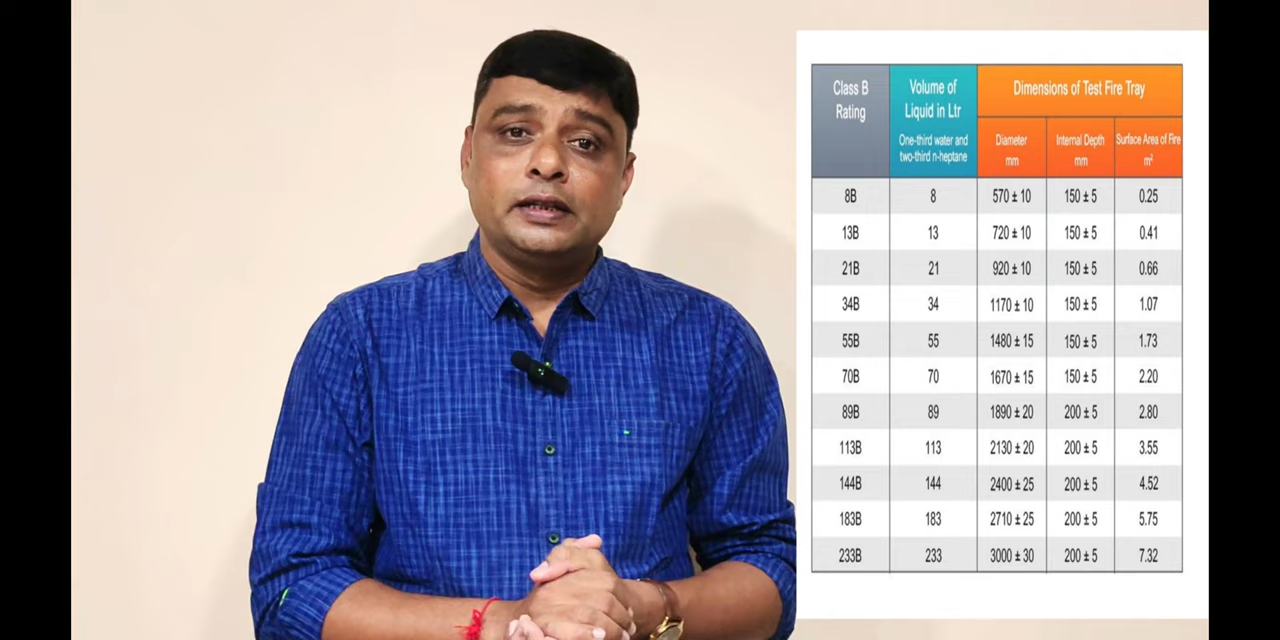 Class B Rating
Volume of Liquid in Ltr
One-third water and two-third n-heptane
Dimensions of Test Fire Tray
Diameter mm
Internal Depth mm
Surface Area of Fire m²
8B 8 570 ± 10 150 ± 5 0.25
13B 13 720 ± 10 150 ± 5 0.41
21B 21 920 ± 10 150 ± 5 0.66
34B 34 1170 ± 10 150 ± 5 1.07
55B 55 1480 ± 15 150 ± 5 1.73
70B 70 1670 ± 15 150 ± 5 2.20
89B 89 1890 ± 20 200 ± 5 2.80
113B 113 2130 ± 20 200 ± 5 3.55
144B 144 2400 ± 25 200 ± 5 4.52
183B 183 2710 ± 25 200 ± 5 5.75
233B 233 3000 ± 30 200 ± 5 7.32